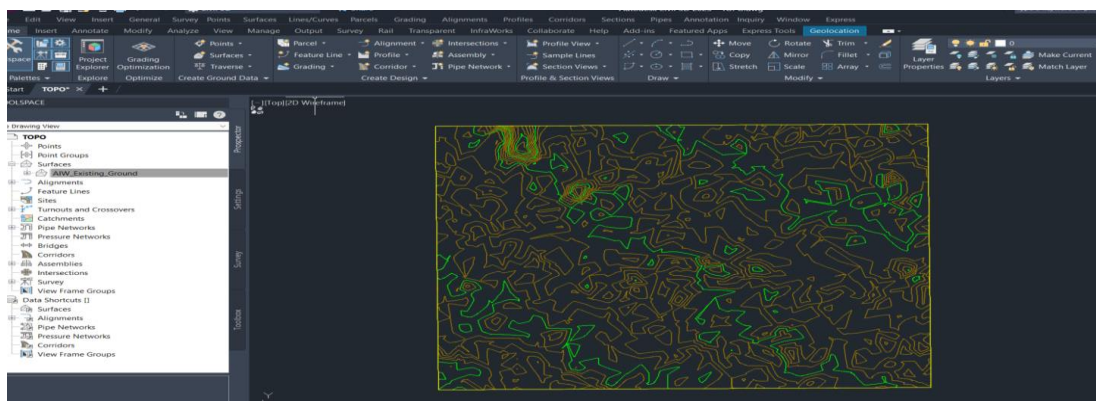 Edit View Insert General Survey Points Surfaces Lines/Curves Parcels Grading Alignments Profiles Corridors Sections Pipes Annotation Inquiry Window Express
me Insert Annotate Modify Analyze View Manage Output Survey Rail Transparent InfraWorks Collaborate Help Add-ins Featured Apps Express Tools Geolocation
Points Parcel Alignment Intersections Profile View Move Rotate Trim 0
space Project Explorer Grading Optimization Surfaces Feature Line Profile Assembly Sample Lines Copy Mirror Fillet Layer Properties Make Current
Traverse Grading Corridor Pipe Network Section Views Stretch Scale Array Match Layer
Palettes Explore Optimize Create Ground Data Create Design Profile & Section Views Draw Modify Layers
Start TOPO* × +
OOLSPACE
[-][Top][2D Wireframe]
e Drawing View
TOPO
Points
Point Groups
Surfaces
AIW_Existing_Ground
Alignments
Feature Lines
Sites
Turnouts and Crossovers
Catchments
Pipe Networks
Pressure Networks
Bridges
Corridors
Assemblies
Intersections
Survey
View Frame Groups
Data Shortcuts []
Surfaces
Alignments
Pipe Networks
Pressure Networks
Corridors
View Frame Groups
Prospector
Settings
Survey
Toolbox
Y